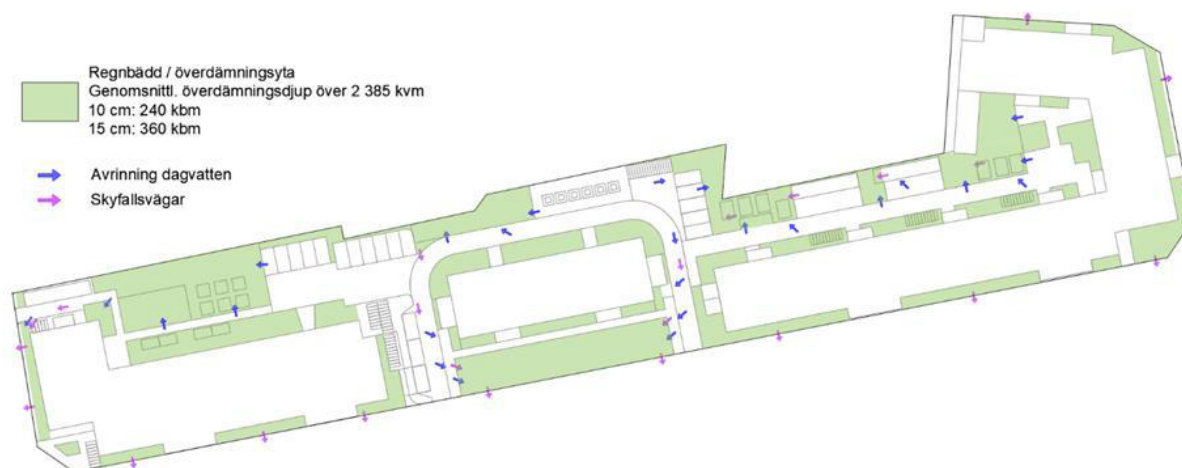 Regnbädd / överdämningsyta
Genomsnittl. överdämningsdjup över 2 385 kvm
10 cm: 240 kbm
15 cm: 360 kbm
Avrinning dagvatten
Skyfallsvägar